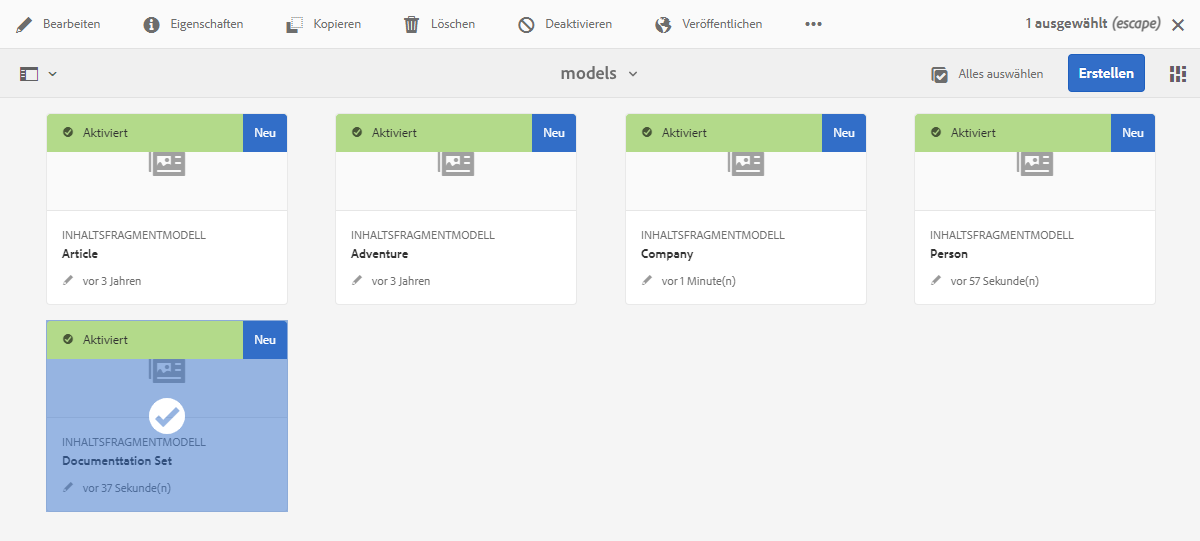 Bearbeiten Eigenschaften Kopieren Löschen Deaktivieren Veröffentlichen ••• 1 ausgewählt (escape)
models Alles auswählen Erstellen
Aktiviert Neu Aktiviert Neu Aktiviert Neu Aktiviert Neu
INHALTSFRAGMENTMODELL INHALTSFRAGMENTMODELL INHALTSFRAGMENTMODELL INHALTSFRAGMENTMODELL
Article Adventure Company Person
vor 3 Jahren vor 3 Jahren vor 1 Minute(n) vor 57 Sekunde(n)
Aktiviert Neu
INHALTSFRAGMENTMODELL
Documenttation Set
vor 37 Sekunde(n)